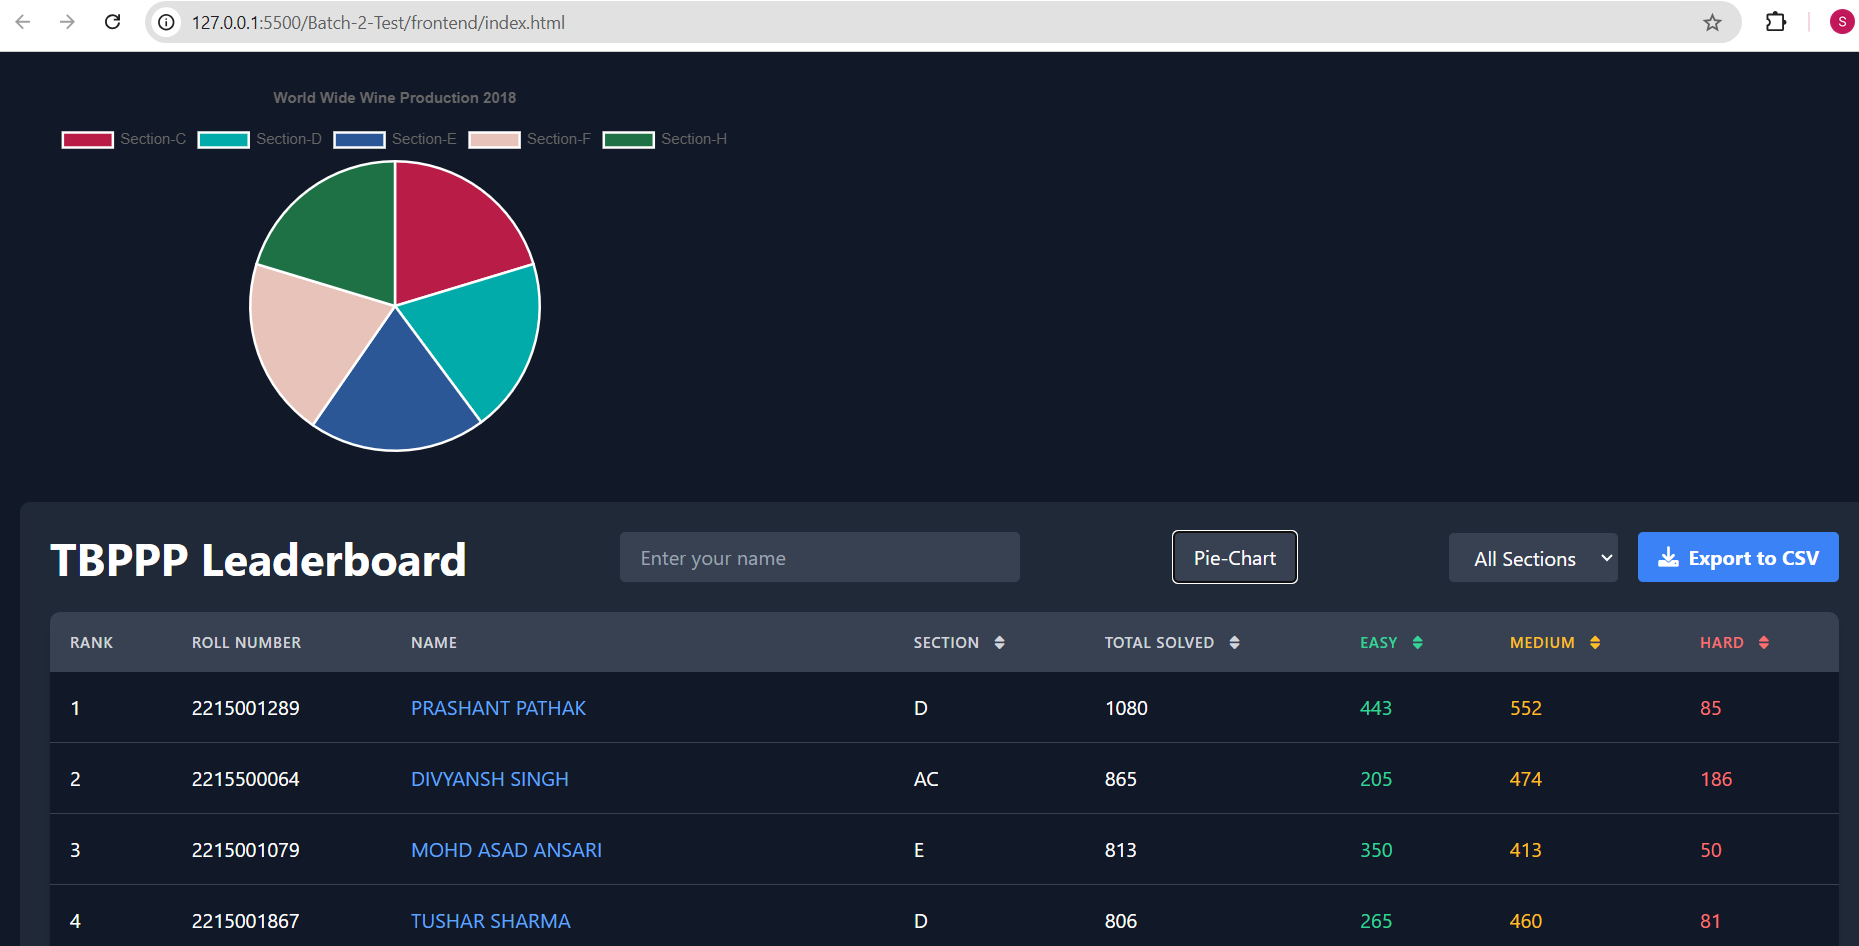 127.0.0.1:5500/Batch-2-Test/frontend/index.html
S
World Wide Wine Production 2018
Section-C Section-D Section-E Section-F Section-H
TBPPP Leaderboard Enter your name Pie-Chart All Sections Export to CSV
RANK ROLL NUMBER NAME SECTION TOTAL SOLVED EASY MEDIUM HARD
1 2215001289 PRASHANT PATHAK D 1080 443 552 85
2 2215500064 DIVYANSH SINGH AC 865 205 474 186
3 2215001079 MOHD ASAD ANSARI E 813 350 413 50
4 2215001867 TUSHAR SHARMA D 806 265 460 81